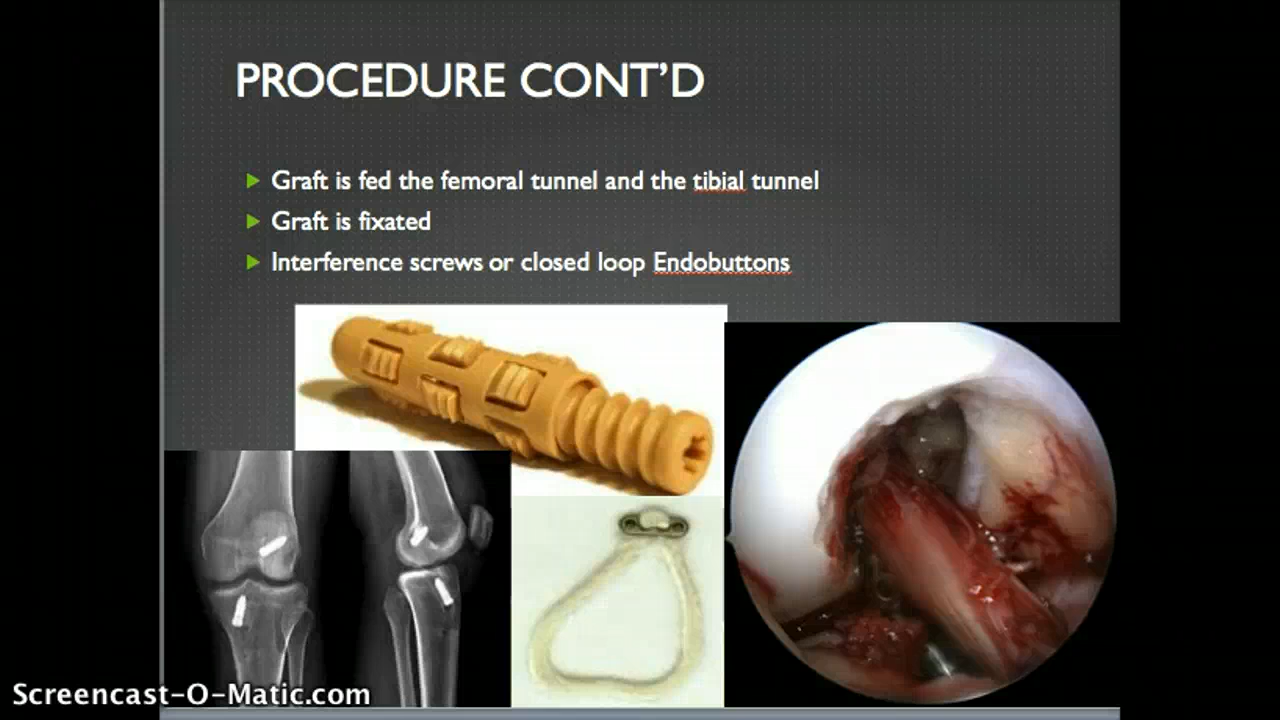 PROCEDURE CONT’D
Graft is fed the femoral tunnel and the tibial tunnel
Graft is fixated
Interference screws or closed loop Endobuttons
Screencast-O-Matic.com